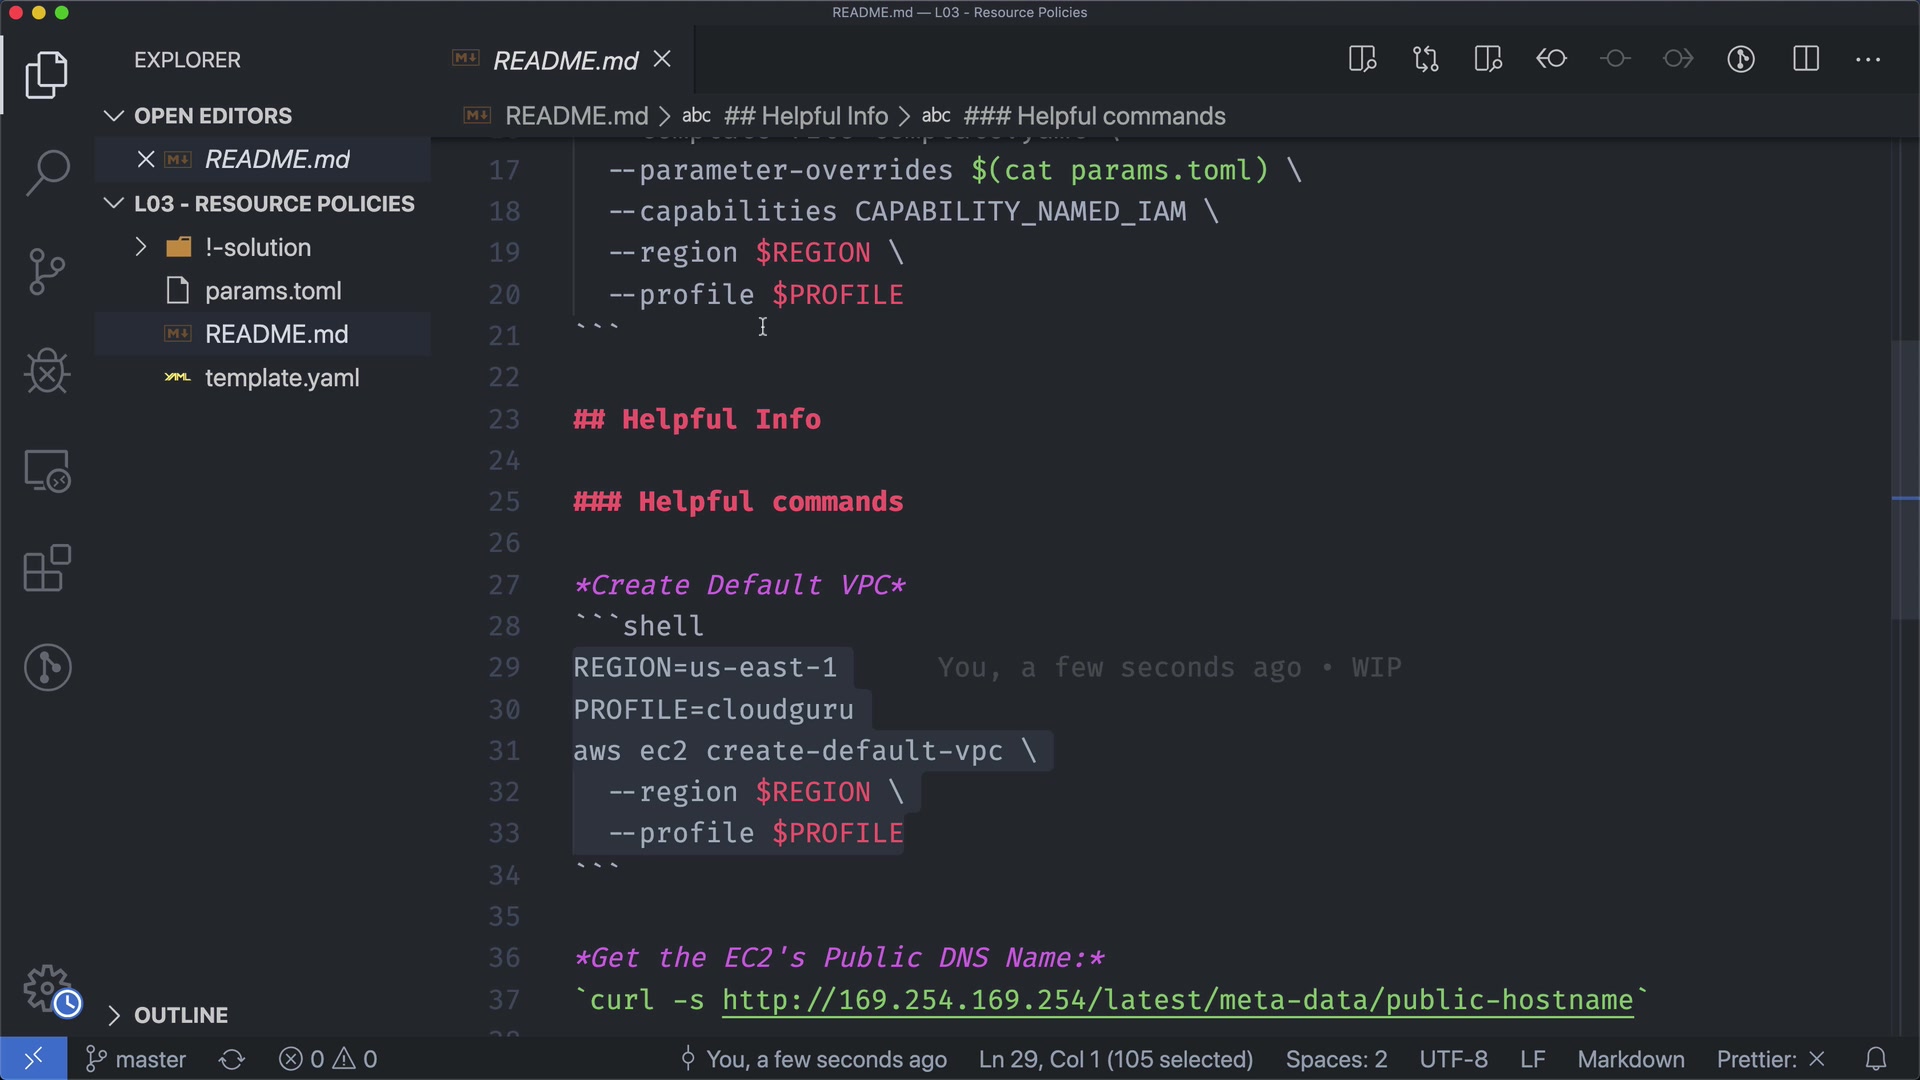 README.md — L03 - Resource Policies
EXPLORER
README.md
OPEN EDITORS
README.md
L03 - RESOURCE POLICIES
!-solution
params.toml
README.md
YAML template.yaml
OUTLINE
README.md > abc ## Helpful Info > abc ### Helpful commands
17 --parameter-overrides $(cat params.toml) \
18 --capabilities CAPABILITY_NAMED_IAM \
19 --region $REGION \
20 --profile $PROFILE
21 ```
22
23 ## Helpful Info
24
25 ### Helpful commands
26
27 *Create Default VPC*
28 ```shell
29 REGION=us-east-1 You, a few seconds ago • WIP
30 PROFILE=cloudguru
31 aws ec2 create-default-vpc \
32 --region $REGION \
33 --profile $PROFILE
34 ```
35
36 *Get the EC2's Public DNS Name:*
37 `curl -s http://169.254.169.254/latest/meta-data/public-hostname`
master 0 0 You, a few seconds ago Ln 29, Col 1 (105 selected) Spaces: 2 UTF-8 LF Markdown Prettier: ×